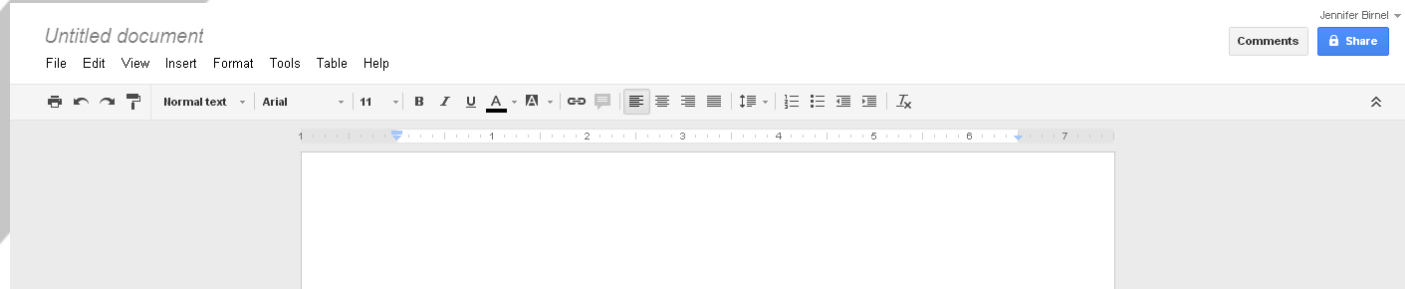 Jennifer Birnel
Untitled document
Comments
Share
File Edit View Insert Format Tools Table Help
Normal text Arial 11 B I U A A
1 1 2 3 4 5 6 7